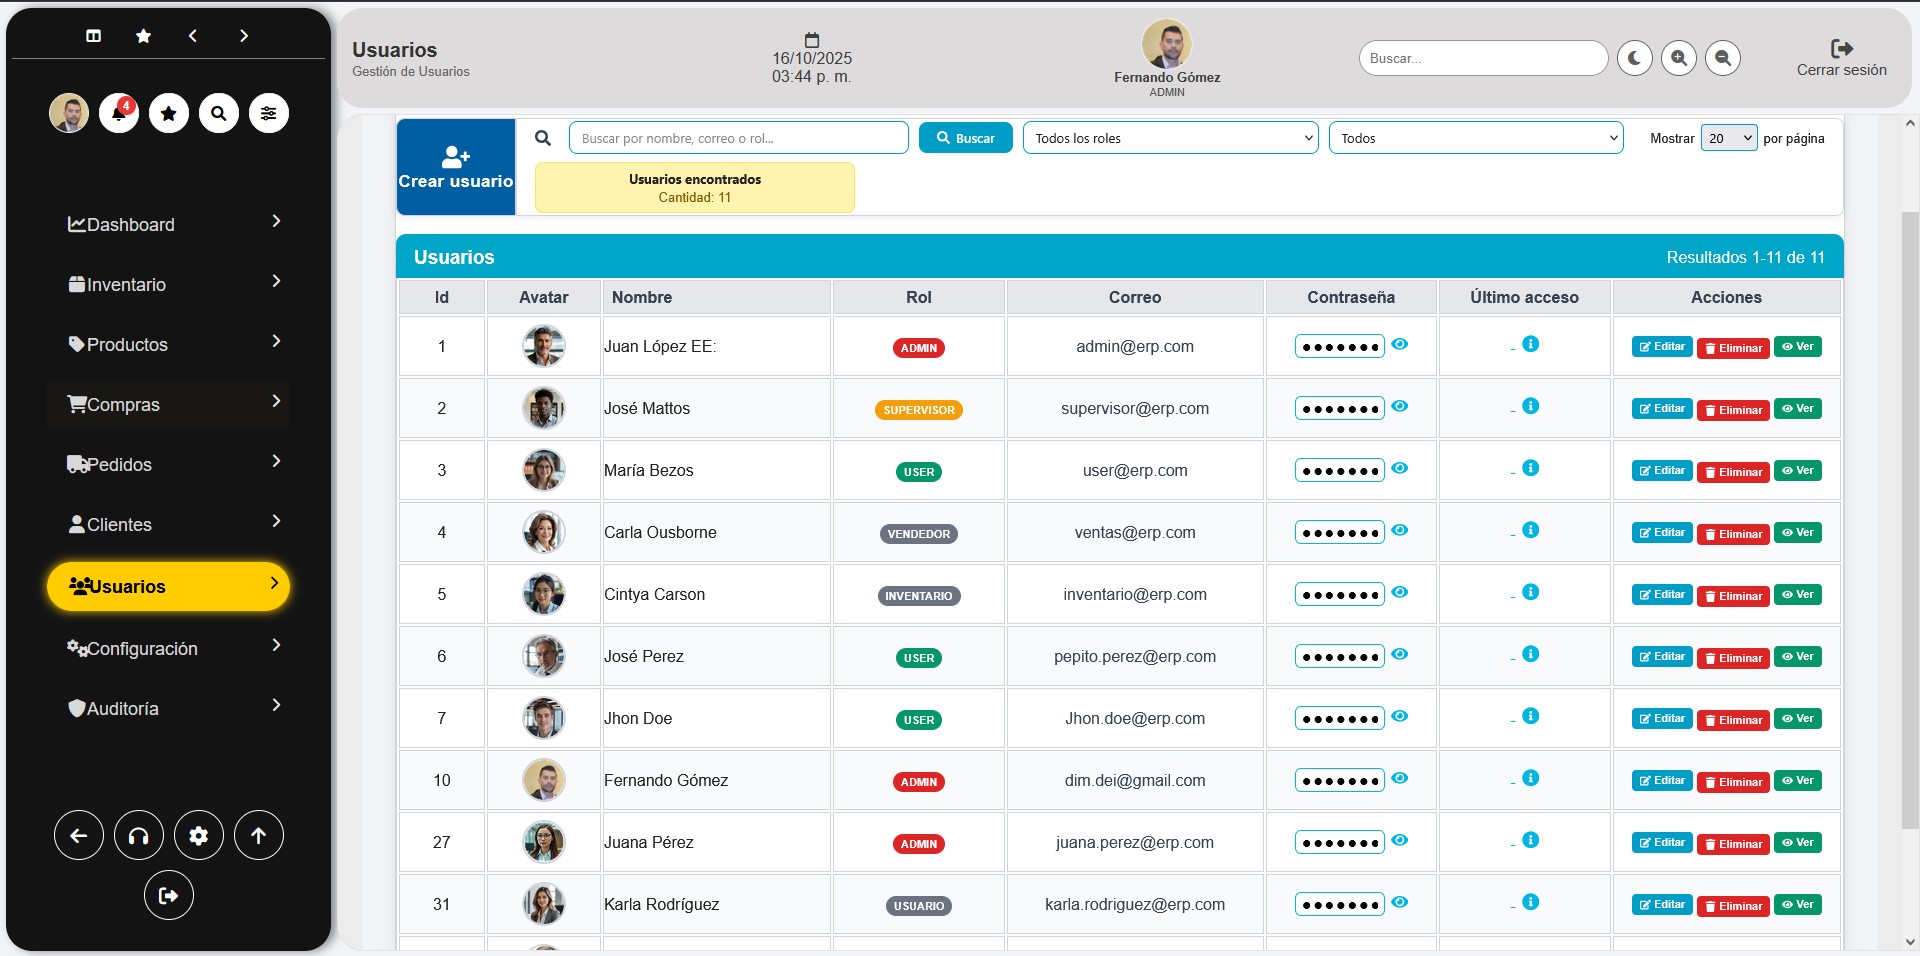 Usuarios
Gestión de Usuarios
16/10/2025
03:44 p. m.
Fernando Gómez
ADMIN
Buscar...
Cerrar sesión
4
Dashboard
Inventario
Productos
Compras
Pedidos
Clientes
Usuarios
Configuración
Auditoría
Crear usuario
Buscar por nombre, correo o rol...
Buscar
Todos los roles
Todos
Mostrar 20 por página
Usuarios encontrados
Cantidad: 11
Usuarios Resultados 1-11 de 11
Id Avatar Nombre Rol Correo Contraseña Último acceso Acciones
1 Juan López EE: ADMIN admin@erp.com ●●●●●●● - Editar Eliminar Ver
2 José Mattos SUPERVISOR supervisor@erp.com ●●●●●●● - Editar Eliminar Ver
3 María Bezos USER user@erp.com ●●●●●●● - Editar Eliminar Ver
4 Carla Ousborne VENDEDOR ventas@erp.com ●●●●●●● - Editar Eliminar Ver
5 Cintya Carson INVENTARIO inventario@erp.com ●●●●●●● - Editar Eliminar Ver
6 José Perez USER pepito.perez@erp.com ●●●●●●● - Editar Eliminar Ver
7 Jhon Doe USER Jhon.doe@erp.com ●●●●●●● - Editar Eliminar Ver
10 Fernando Gómez ADMIN dim.dei@gmail.com ●●●●●●● - Editar Eliminar Ver
27 Juana Pérez ADMIN juana.perez@erp.com ●●●●●●● - Editar Eliminar Ver
31 Karla Rodríguez USUARIO karla.rodriguez@erp.com ●●●●●●● - Editar Eliminar Ver